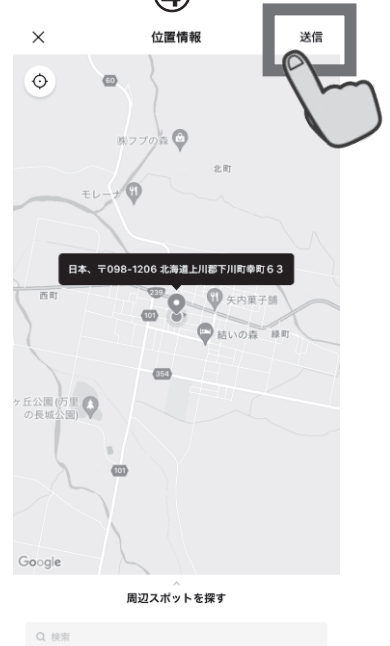 ④
× 位置情報 送信
60
㈱フプの森
北町
モレーナ
日本、〒098-1206 北海道上川郡下川町幸町６３
西町
239
矢内菓子舗
101
結いの森 緑町
354
ヶ丘公園(万里
の長城公園)
101
Google
周辺スポットを探す
検索